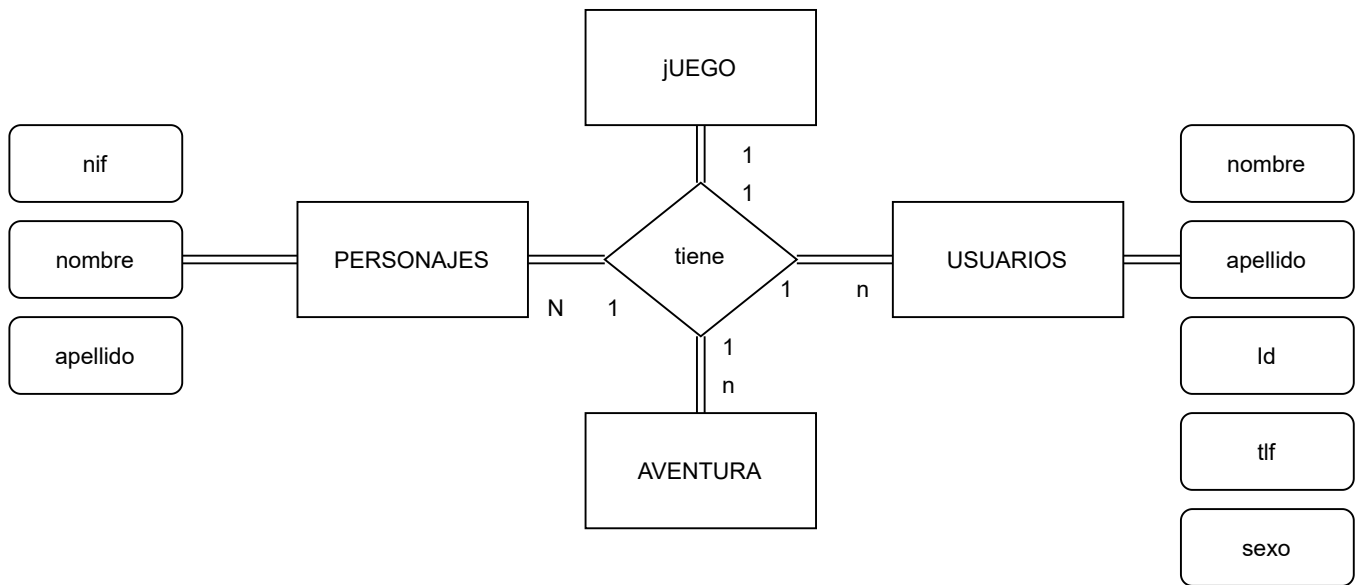 jUEGO
1
1
nif
nombre
apellido
PERSONAJES
N 1
tiene
1 n
1
n
USUARIOS
AVENTURA
nombre
apellido
Id
tlf
sexo